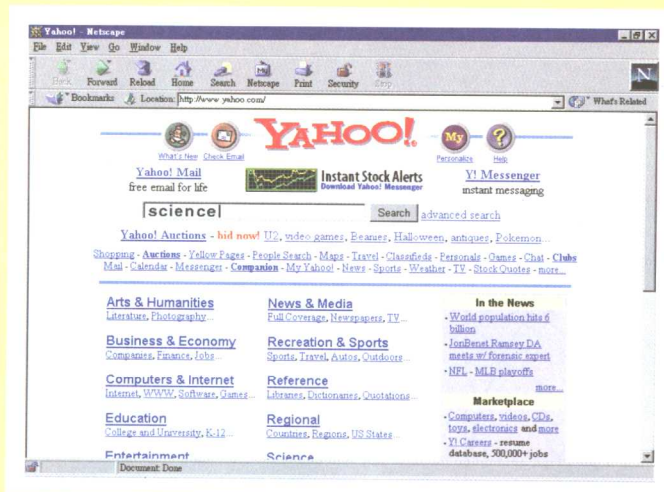 Yahoo! - Netscape
File Edit View Go Window Help
Back Forward Reload Home Search Netscape Print Security Stop
Bookmarks Location: http://www.yahoo.com/ What's Related
YAHOO!
My ?
What's New Check Email Personalize Help
Yahoo! Mail
free email for life
Instant Stock Alerts
Download Yahoo! Messenger
Y! Messenger
instant messaging
science Search advanced search
Yahoo! Auctions - bid now! U2, video games, Beanies, Halloween, antiques, Pokemon...
Shopping - Auctions - Yellow Pages - People Search - Maps - Travel - Classifieds - Personals - Games - Chat - Clubs
Mail - Calendar - Messenger - Companion - My Yahoo! - News - Sports - Weather - TV - Stock Quotes - more...
Arts & Humanities
Literature, Photography...
News & Media
Full Coverage, Newspapers, TV...
Business & Economy
Companies, Finance, Jobs...
Recreation & Sports
Sports, Travel, Autos, Outdoors...
Computers & Internet
Internet, WWW, Software, Games...
Reference
Libraries, Dictionaries, Quotations...
Education
College and University, K-12...
Regional
Countries, Regions, US States...
Entertainment
Science
In the News
· World population hits 6
billion
· JonBenet Ramsey DA
meets w/ forensic expert
· NFL - MLB playoffs
more...
Marketplace
· Computers, videos, CDs,
toys, electronics and more
· Y! Careers - resume
database, 500,000+ jobs
Document: Done